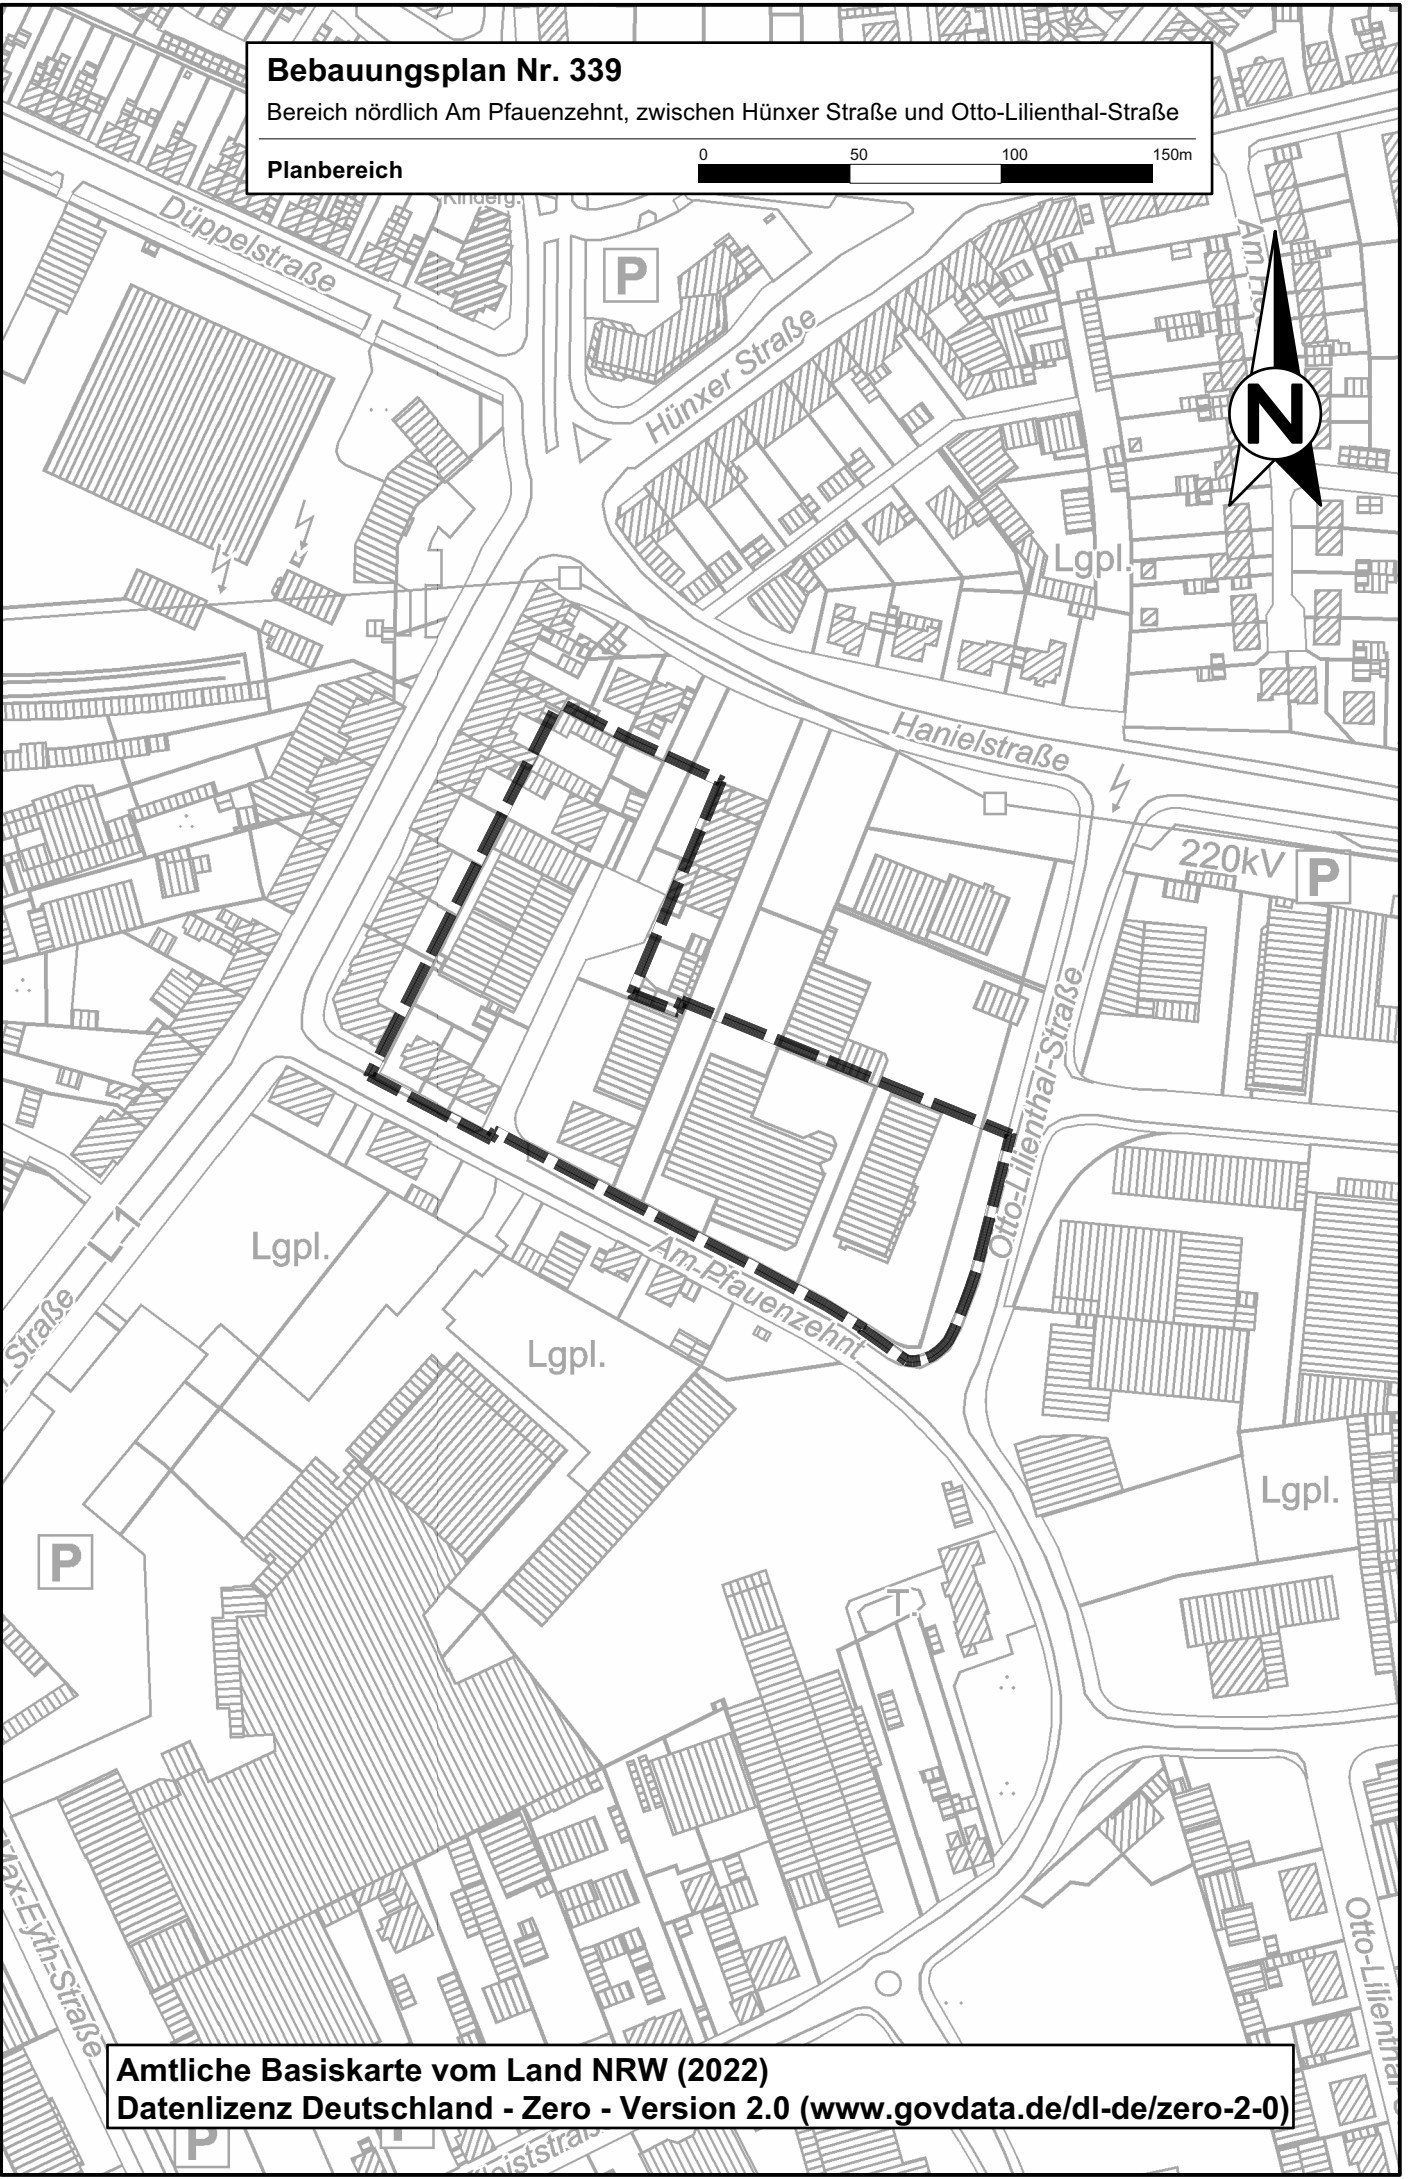 Bebauungsplan Nr. 339
Bereich nördlich Am Pfauenzehnt, zwischen Hünxer Straße und Otto-Lilienthal-Straße
Planbereich
0 50 100 150m
Kinderg.
Düppelstraße
P
Hünxer Straße
Am
N
Lgpl.
Hanielstraße
220kV
P
Otto-Lilienthal-Straße
L1
Straße
Lgpl.
Am-Pfauenzehnt
Lgpl.
Lgpl.
P
T.
Max-Eyth-Straße
Otto-Lilienthal-
Amtliche Basiskarte vom Land NRW (2022)
Datenlizenz Deutschland - Zero - Version 2.0 (www.govdata.de/dl-de/zero-2-0)
P